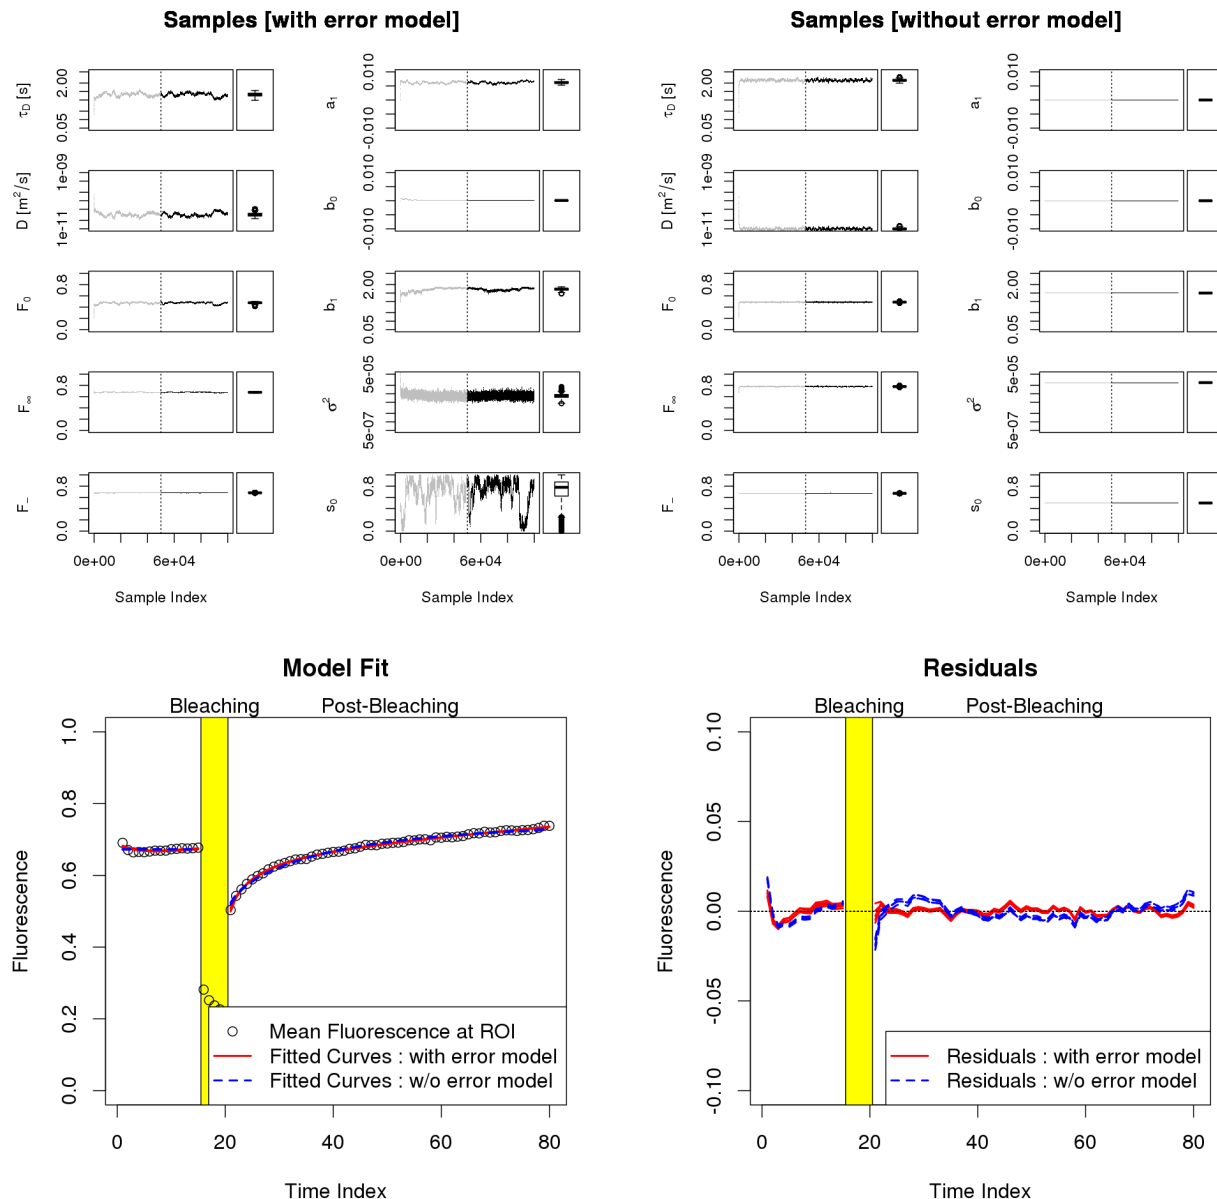 Samples [with error model]
Samples [without error model]
τD [s]
0.05 2.00
a1
-0.010 0.010
τD [s]
0.05 2.00
a1
-0.010 0.010
D [m²/s]
1e-11 1e-09
b0
-0.010 0.010
D [m²/s]
1e-11 1e-09
b0
-0.010 0.010
F0
0.0 0.8
b1
0.05 2.00
F0
0.0 0.8
b1
0.05 2.00
F∞
0.0 0.8
σ²
5e-07 5e-05
F∞
0.0 0.8
σ²
5e-07 5e-05
F−
0.0 0.8
s0
0.0 0.8
F−
0.0 0.8
s0
0.0 0.8
0e+00 6e+04
0e+00 6e+04
0e+00 6e+04
0e+00 6e+04
Sample Index
Sample Index
Sample Index
Sample Index
Model Fit
Bleaching Post-Bleaching
Fluorescence
1.0
0.8
0.6
0.4
0.2
0.0
Mean Fluorescence at ROI
Fitted Curves : with error model
Fitted Curves : w/o error model
0 20 40 60 80
Time Index
Residuals
Bleaching Post-Bleaching
Fluorescence
0.10
0.05
0.00
-0.05
-0.10
Residuals : with error model
Residuals : w/o error model
0 20 40 60 80
Time Index